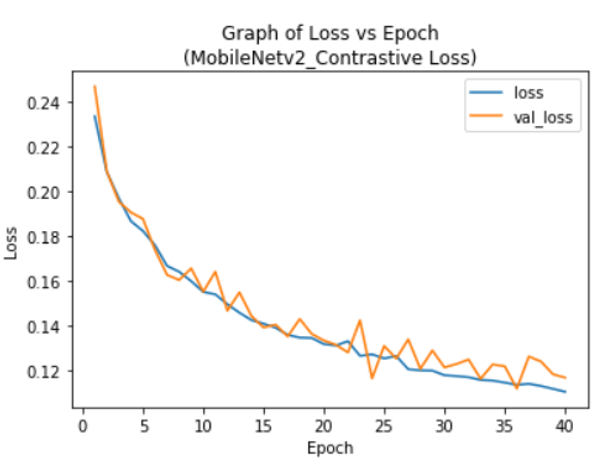 Graph of Loss vs Epoch
(MobileNetv2_Contrastive Loss)
loss
val_loss
0.24
0.22
0.20
0.18
0.16
0.14
0.12
Loss
0 5 10 15 20 25 30 35 40
Epoch